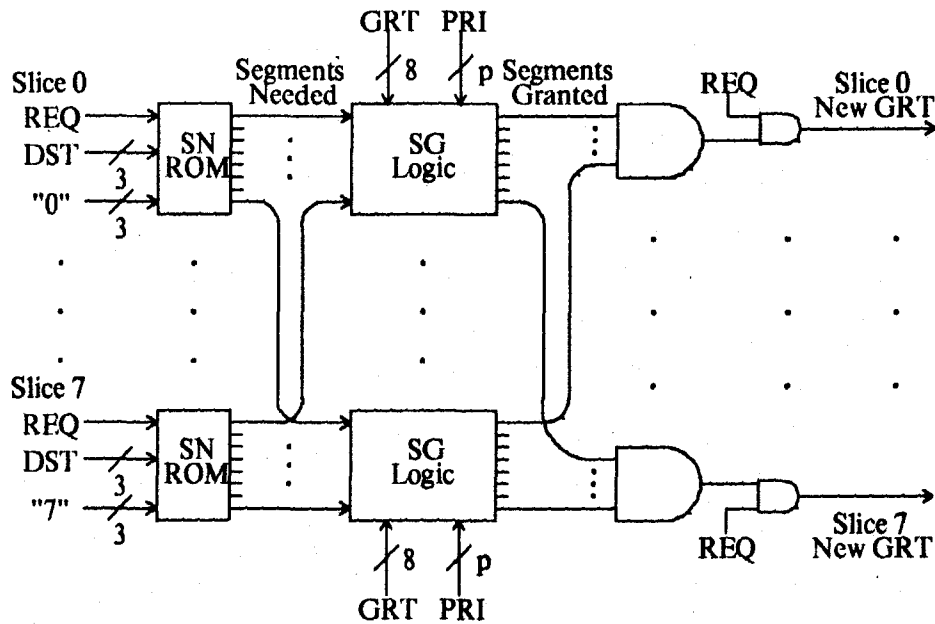 GRT PRI
8 p
Slice 0
Segments
Needed
Segments
Granted
REQ
Slice 0
New GRT
REQ
DST
3
"0"
3
SN
ROM
SG
Logic
Slice 7
REQ
DST
3
"7"
3
SN
ROM
SG
Logic
REQ
Slice 7
New GRT
8 p
GRT PRI